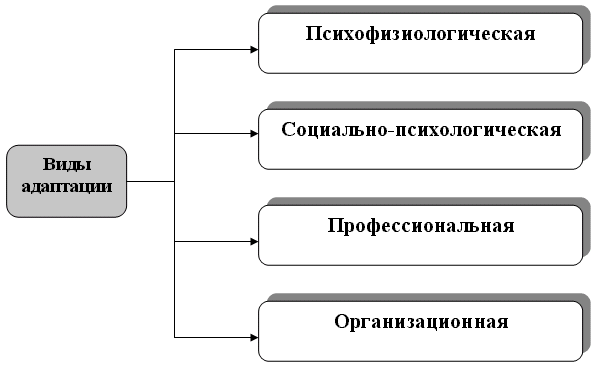 Психофизиологическая
Социально-психологическая
Виды
адаптации
Профессиональная
Организационная